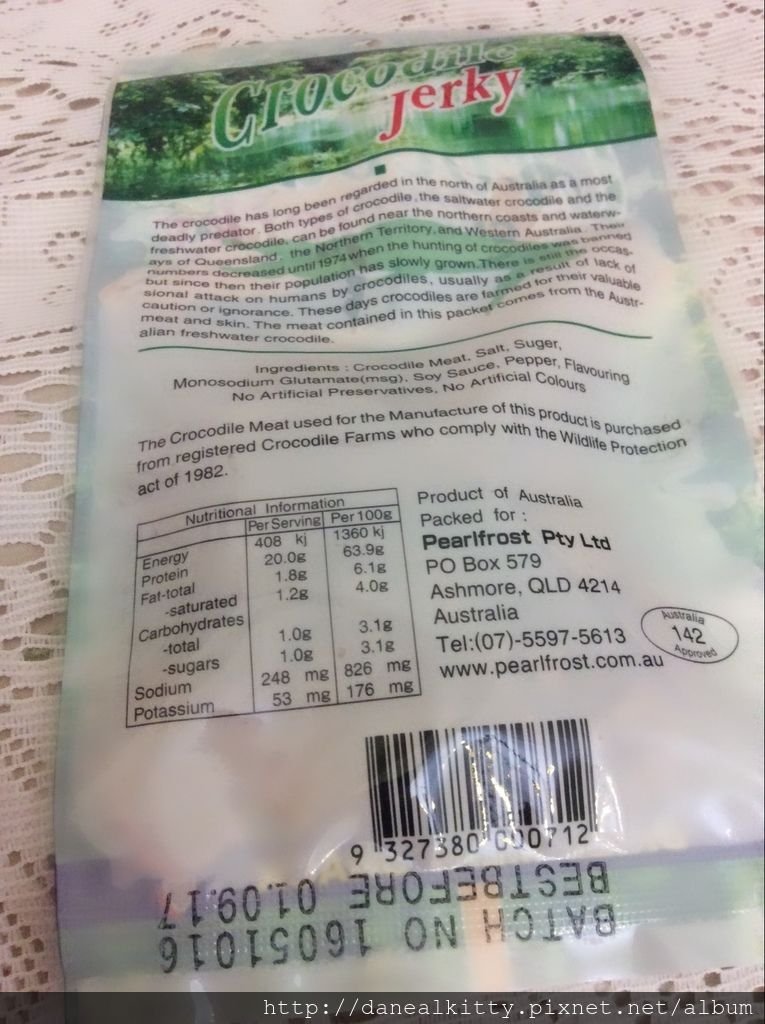 Crocodile
Jerky
The crocodile has long been regarded in the north of Australia as a most
deadly predator. Both types of crocodile, the saltwater crocodile and the
freshwater crocodile, can be found near the northern coasts and waterw-
ays of Queensland, the Northern Territory, and Western Australia. Their
numbers decreased until 1974 when the hunting of crocodiles was banned
but since then their population has slowly grown. There is still the occas-
sional attack on humans by crocodiles, usually as a result of lack of
caution or ignorance. These days crocodiles are farmed for their valuable
meat and skin. The meat contained in this packet comes from the Austr-
alian freshwater crocodile.
Ingredients : Crocodile Meat, Salt, Suger,
Monosodium Glutamate(msg), Soy Sauce, Pepper, Flavouring
No Artificial Preservatives, No Artificial Colours
The Crocodile Meat used for the Manufacture of this product is purchased
from registered Crocodile Farms who comply with the Wildlife Protection
act of 1982.
Nutritional Information
Per Serving Per 100g
Energy 408 kj 1360 kj
Protein 20.0g 63.9g
Fat-total 1.8g 6.1g
-saturated 1.2g 4.0g
Carbohydrates
-total 1.0g 3.1g
-sugars 1.0g 3.1g
Sodium 248 mg 826 mg
Potassium 53 mg 176 mg
Product of Australia
Packed for :
Pearlfrost Pty Ltd
PO Box 579
Ashmore, QLD 4214
Australia
Tel:(07)-5597-5613
www.pearlfrost.com.au
Australia
142
Approved
9 327380 000712
BATCH NO 16051016
BESTBEFORE 01.09.17
http://danealkitty.pixnet.net/album